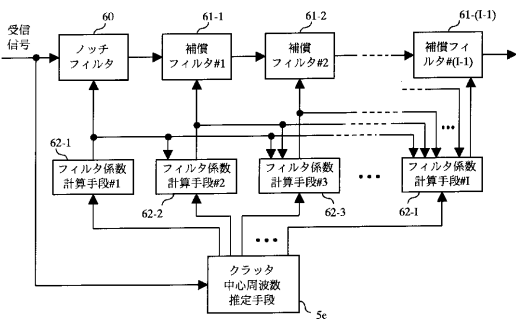 60
61-1
61-2
61-(I-1)
受信
信号
ノッチ
フィルタ
補償
フィルタ#1
補償
フィルタ#2
補償フィ
ルタ#(I-1)
62-1
フィルタ係数
計算手段#1
フィルタ係数
計算手段#2
フィルタ係数
計算手段#3
フィルタ係数
計算手段#I
62-2
62-3
62-1
クラッタ
中心周波数
推定手段
5e